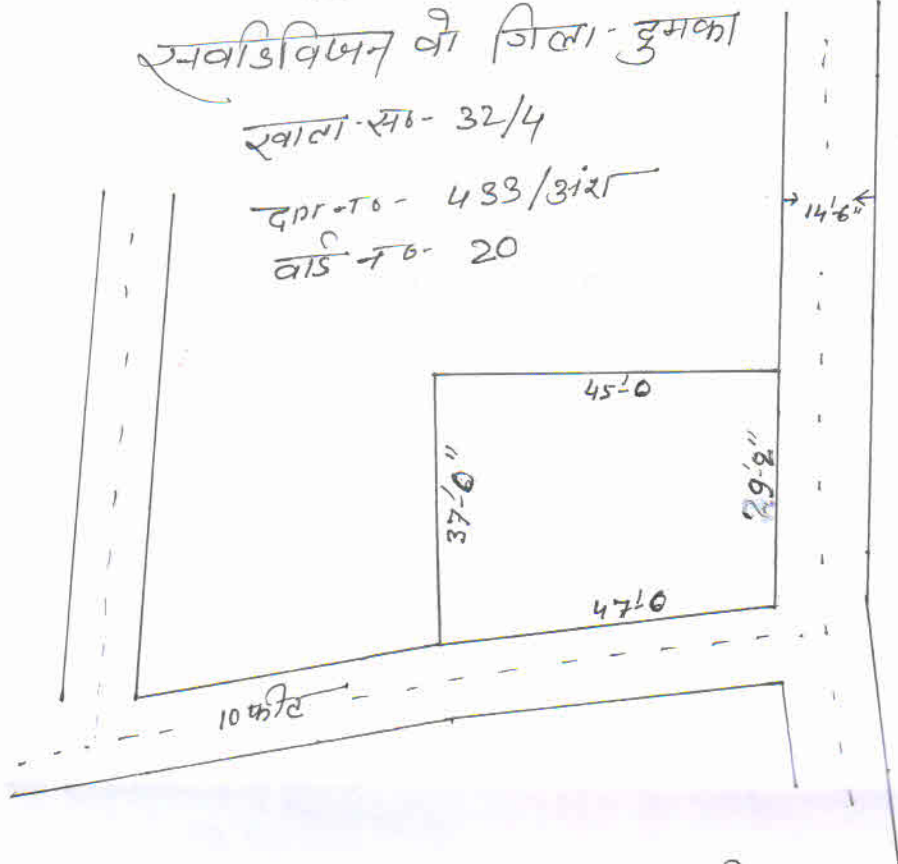 सवडिविजन वो जिला - दुमका
खाता - सं० - 32/4
दाग न० - 433/अंश
वार्ड न० - 20
14'6"
45'-0
37'-0"
29'-2"
47'-0
10 फीट